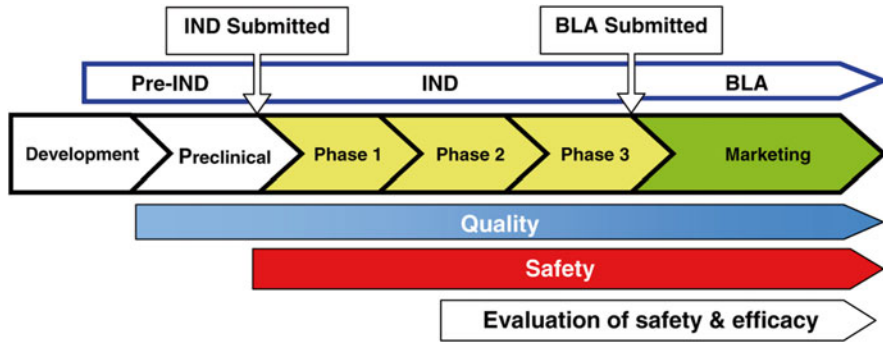 IND Submitted
BLA Submitted
Pre-IND
IND
BLA
Development
Preclinical
Phase 1
Phase 2
Phase 3
Marketing
Quality
Safety
Evaluation of safety & efficacy